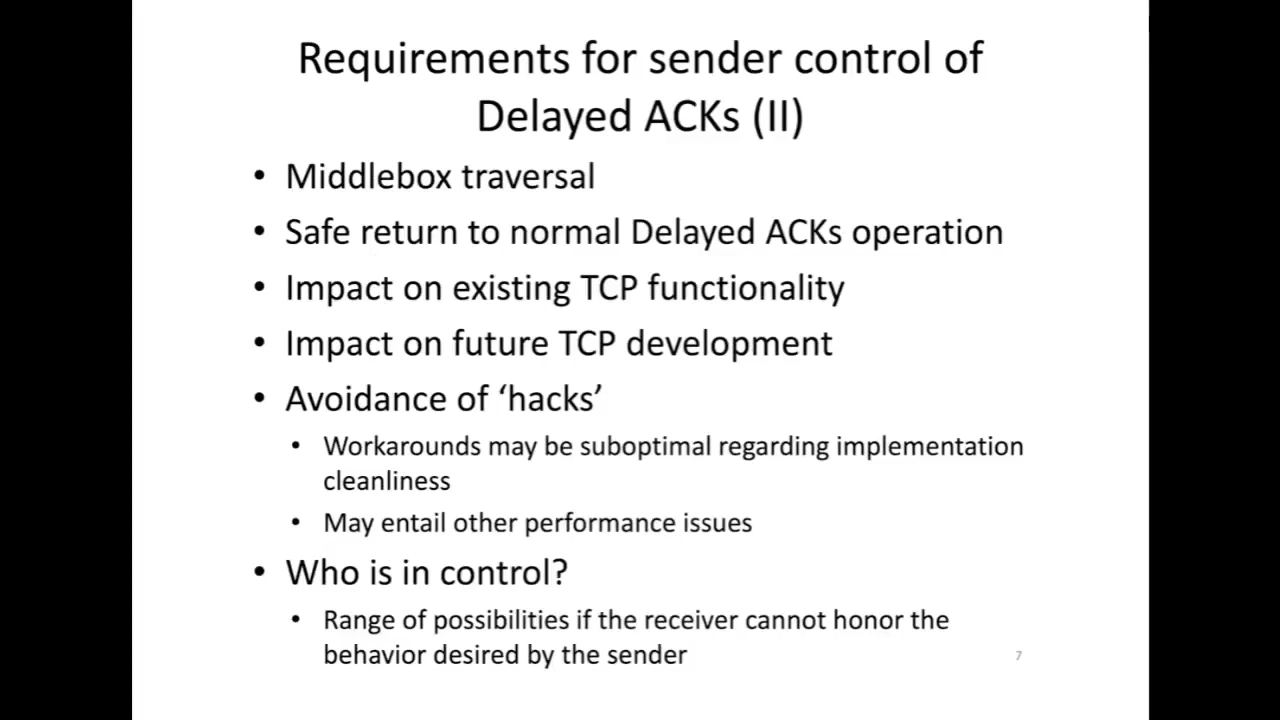 Requirements for sender control of
Delayed ACKs (II)
• Middlebox traversal
• Safe return to normal Delayed ACKs operation
• Impact on existing TCP functionality
• Impact on future TCP development
• Avoidance of ‘hacks’
• Workarounds may be suboptimal regarding implementation
cleanliness
• May entail other performance issues
• Who is in control?
• Range of possibilities if the receiver cannot honor the
behavior desired by the sender
7